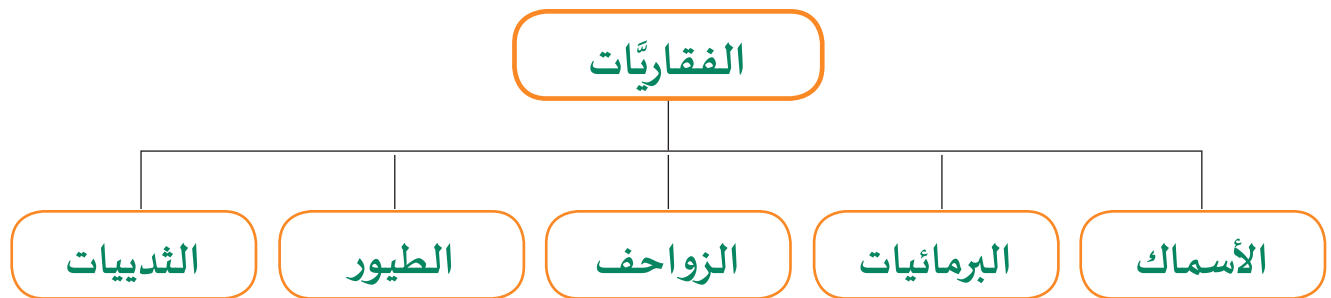 الفقاريَّات
الأسماك
البرمائيات
الزواحف
الطيور
الثدييات